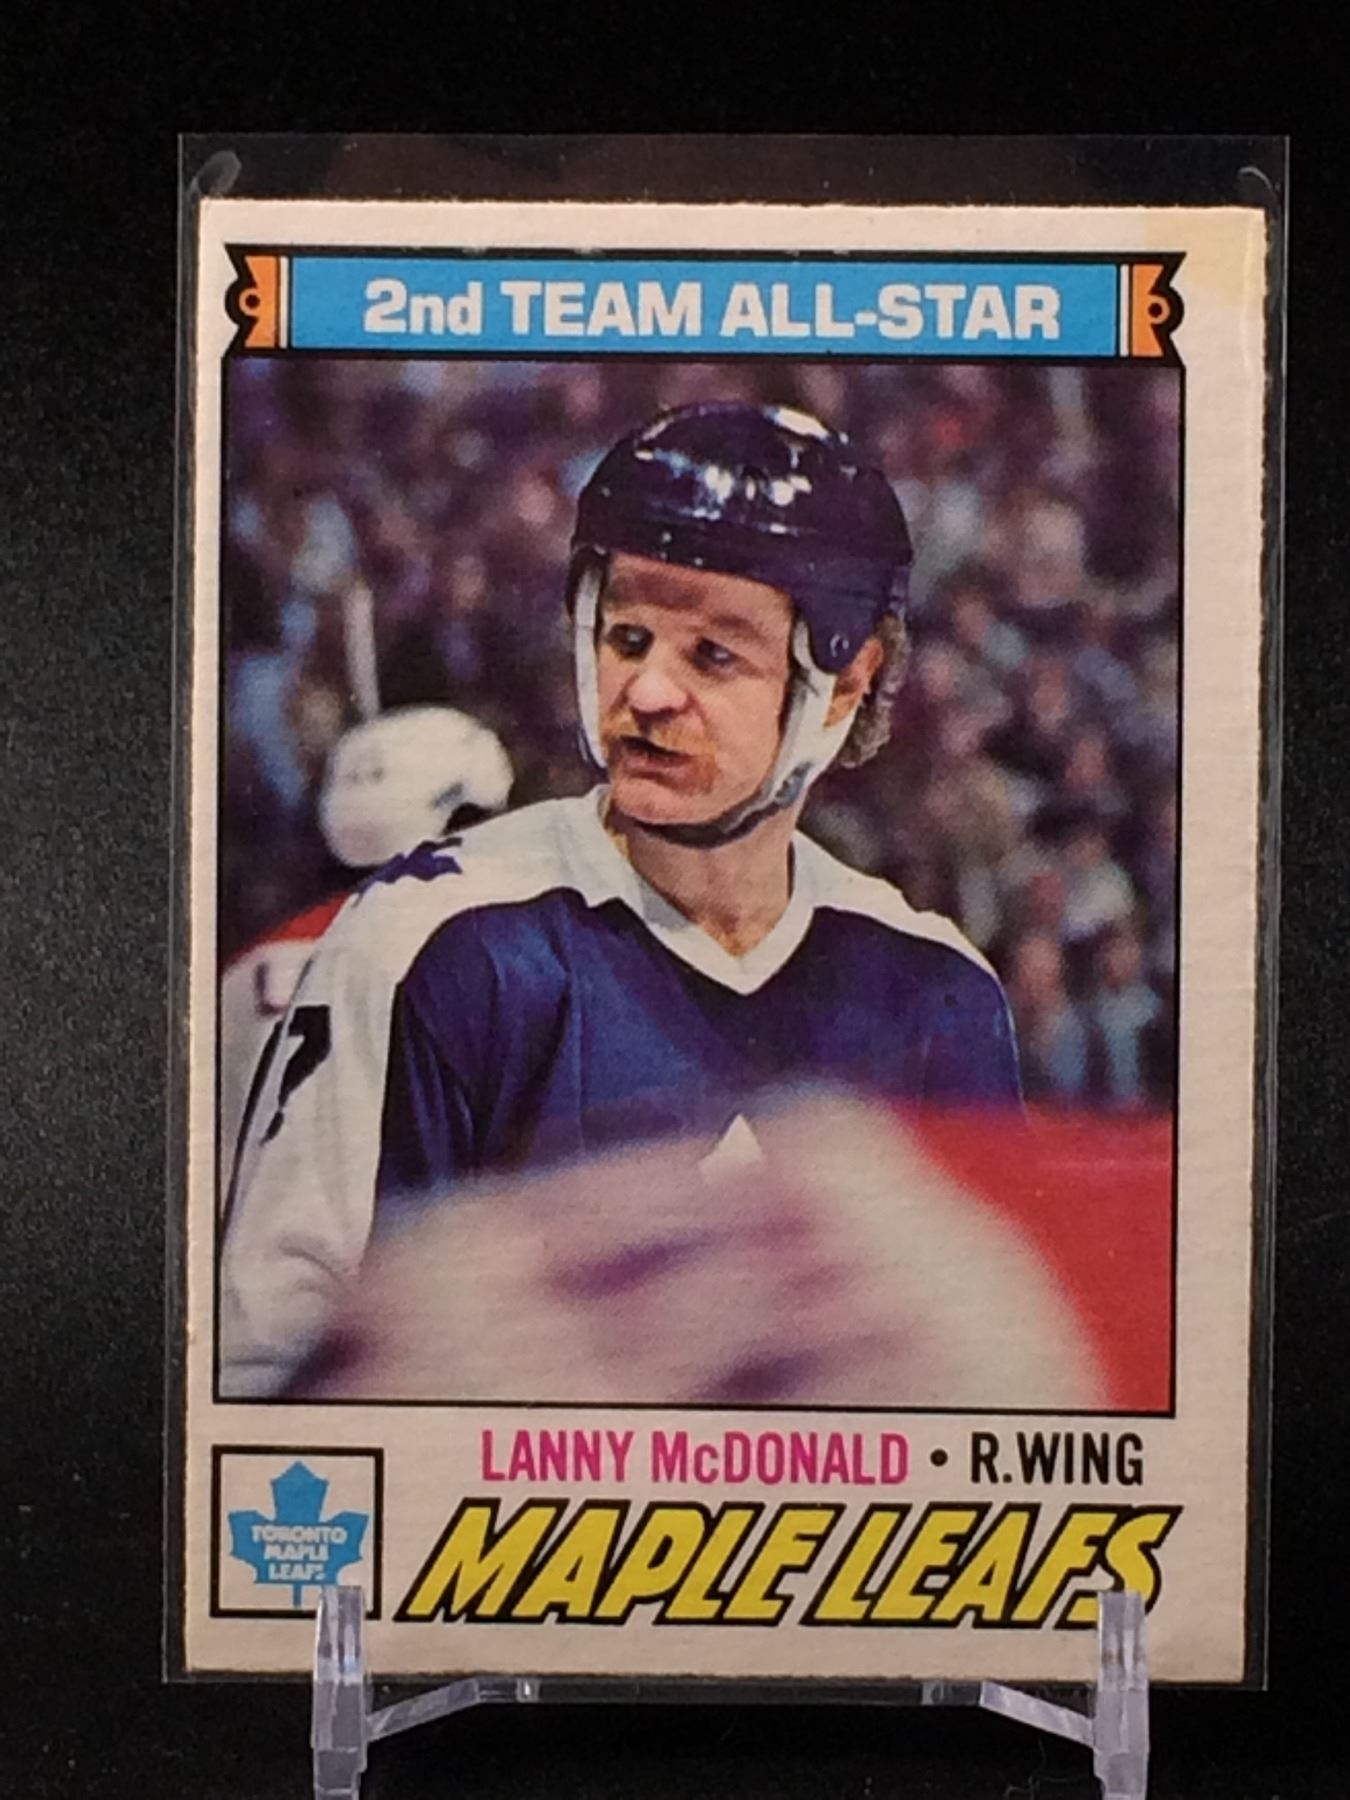 2nd TEAM ALL-STAR
LANNY McDONALD • R.WING
TORONTO
MAPLE
LEAFS
MAPLE LEAFS